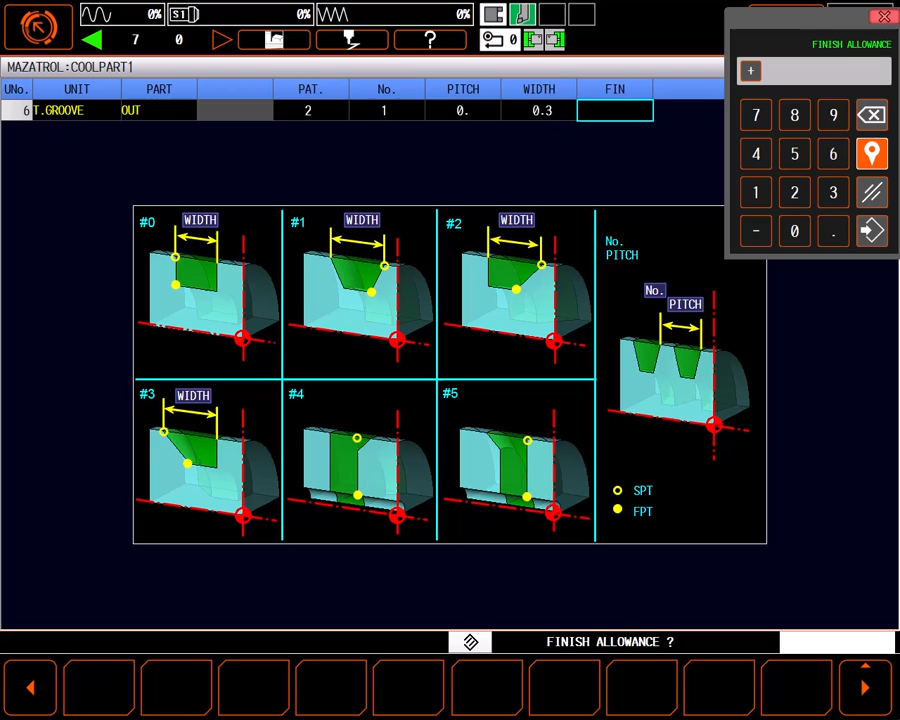 0% S1 0% 0%
7 0 ? 0
FINISH ALLOWANCE
MAZATROL:COOLPART1
UNo. UNIT PART PAT. No. PITCH WIDTH FIN
6 T.GROOVE OUT 2 1 0. 0.3
+
7 8 9
4 5 6
1 2 3
- 0 .
#0 WIDTH
#1 WIDTH
#2 WIDTH
No.
PITCH
No.
PITCH
#3 WIDTH
#4
#5
SPT
FPT
FINISH ALLOWANCE ?